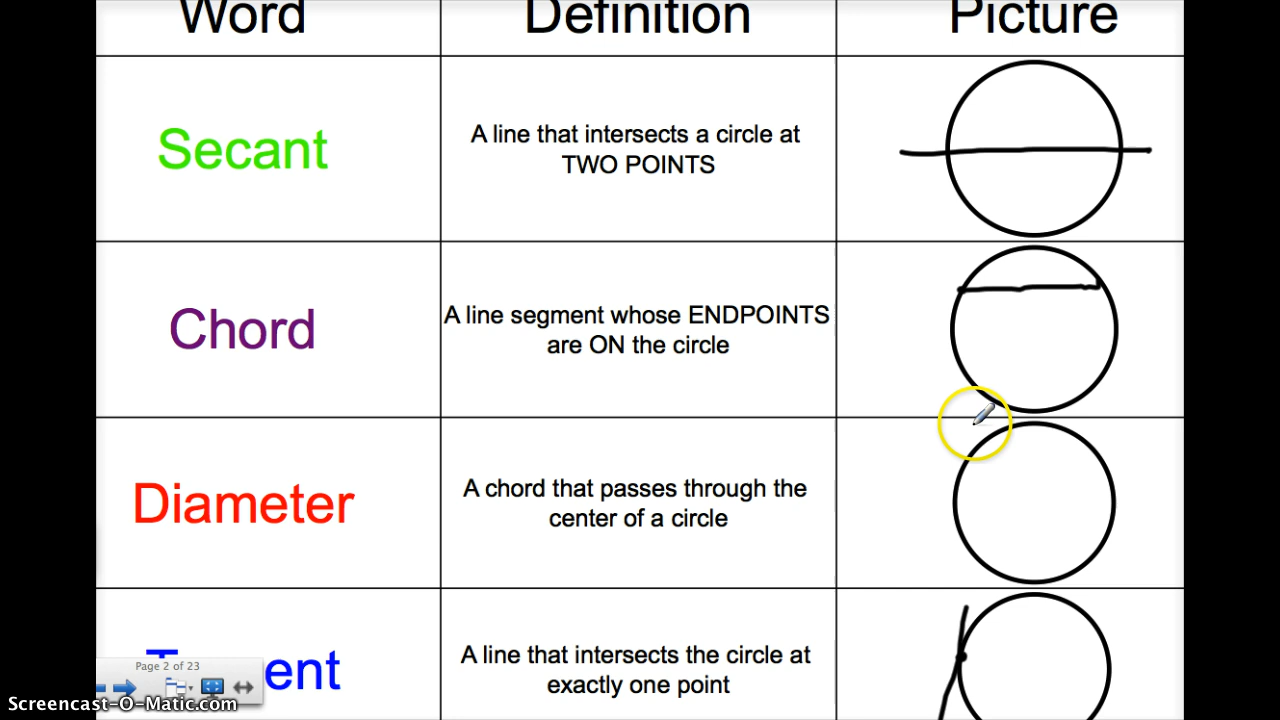 Word Definition Picture
Secant
A line that intersects a circle at
TWO POINTS
Chord
A line segment whose ENDPOINTS
are ON the circle
Diameter
A chord that passes through the
center of a circle
A line that intersects the circle at
exactly one point
Page 2 of 23
Screencast-O-Matic.com